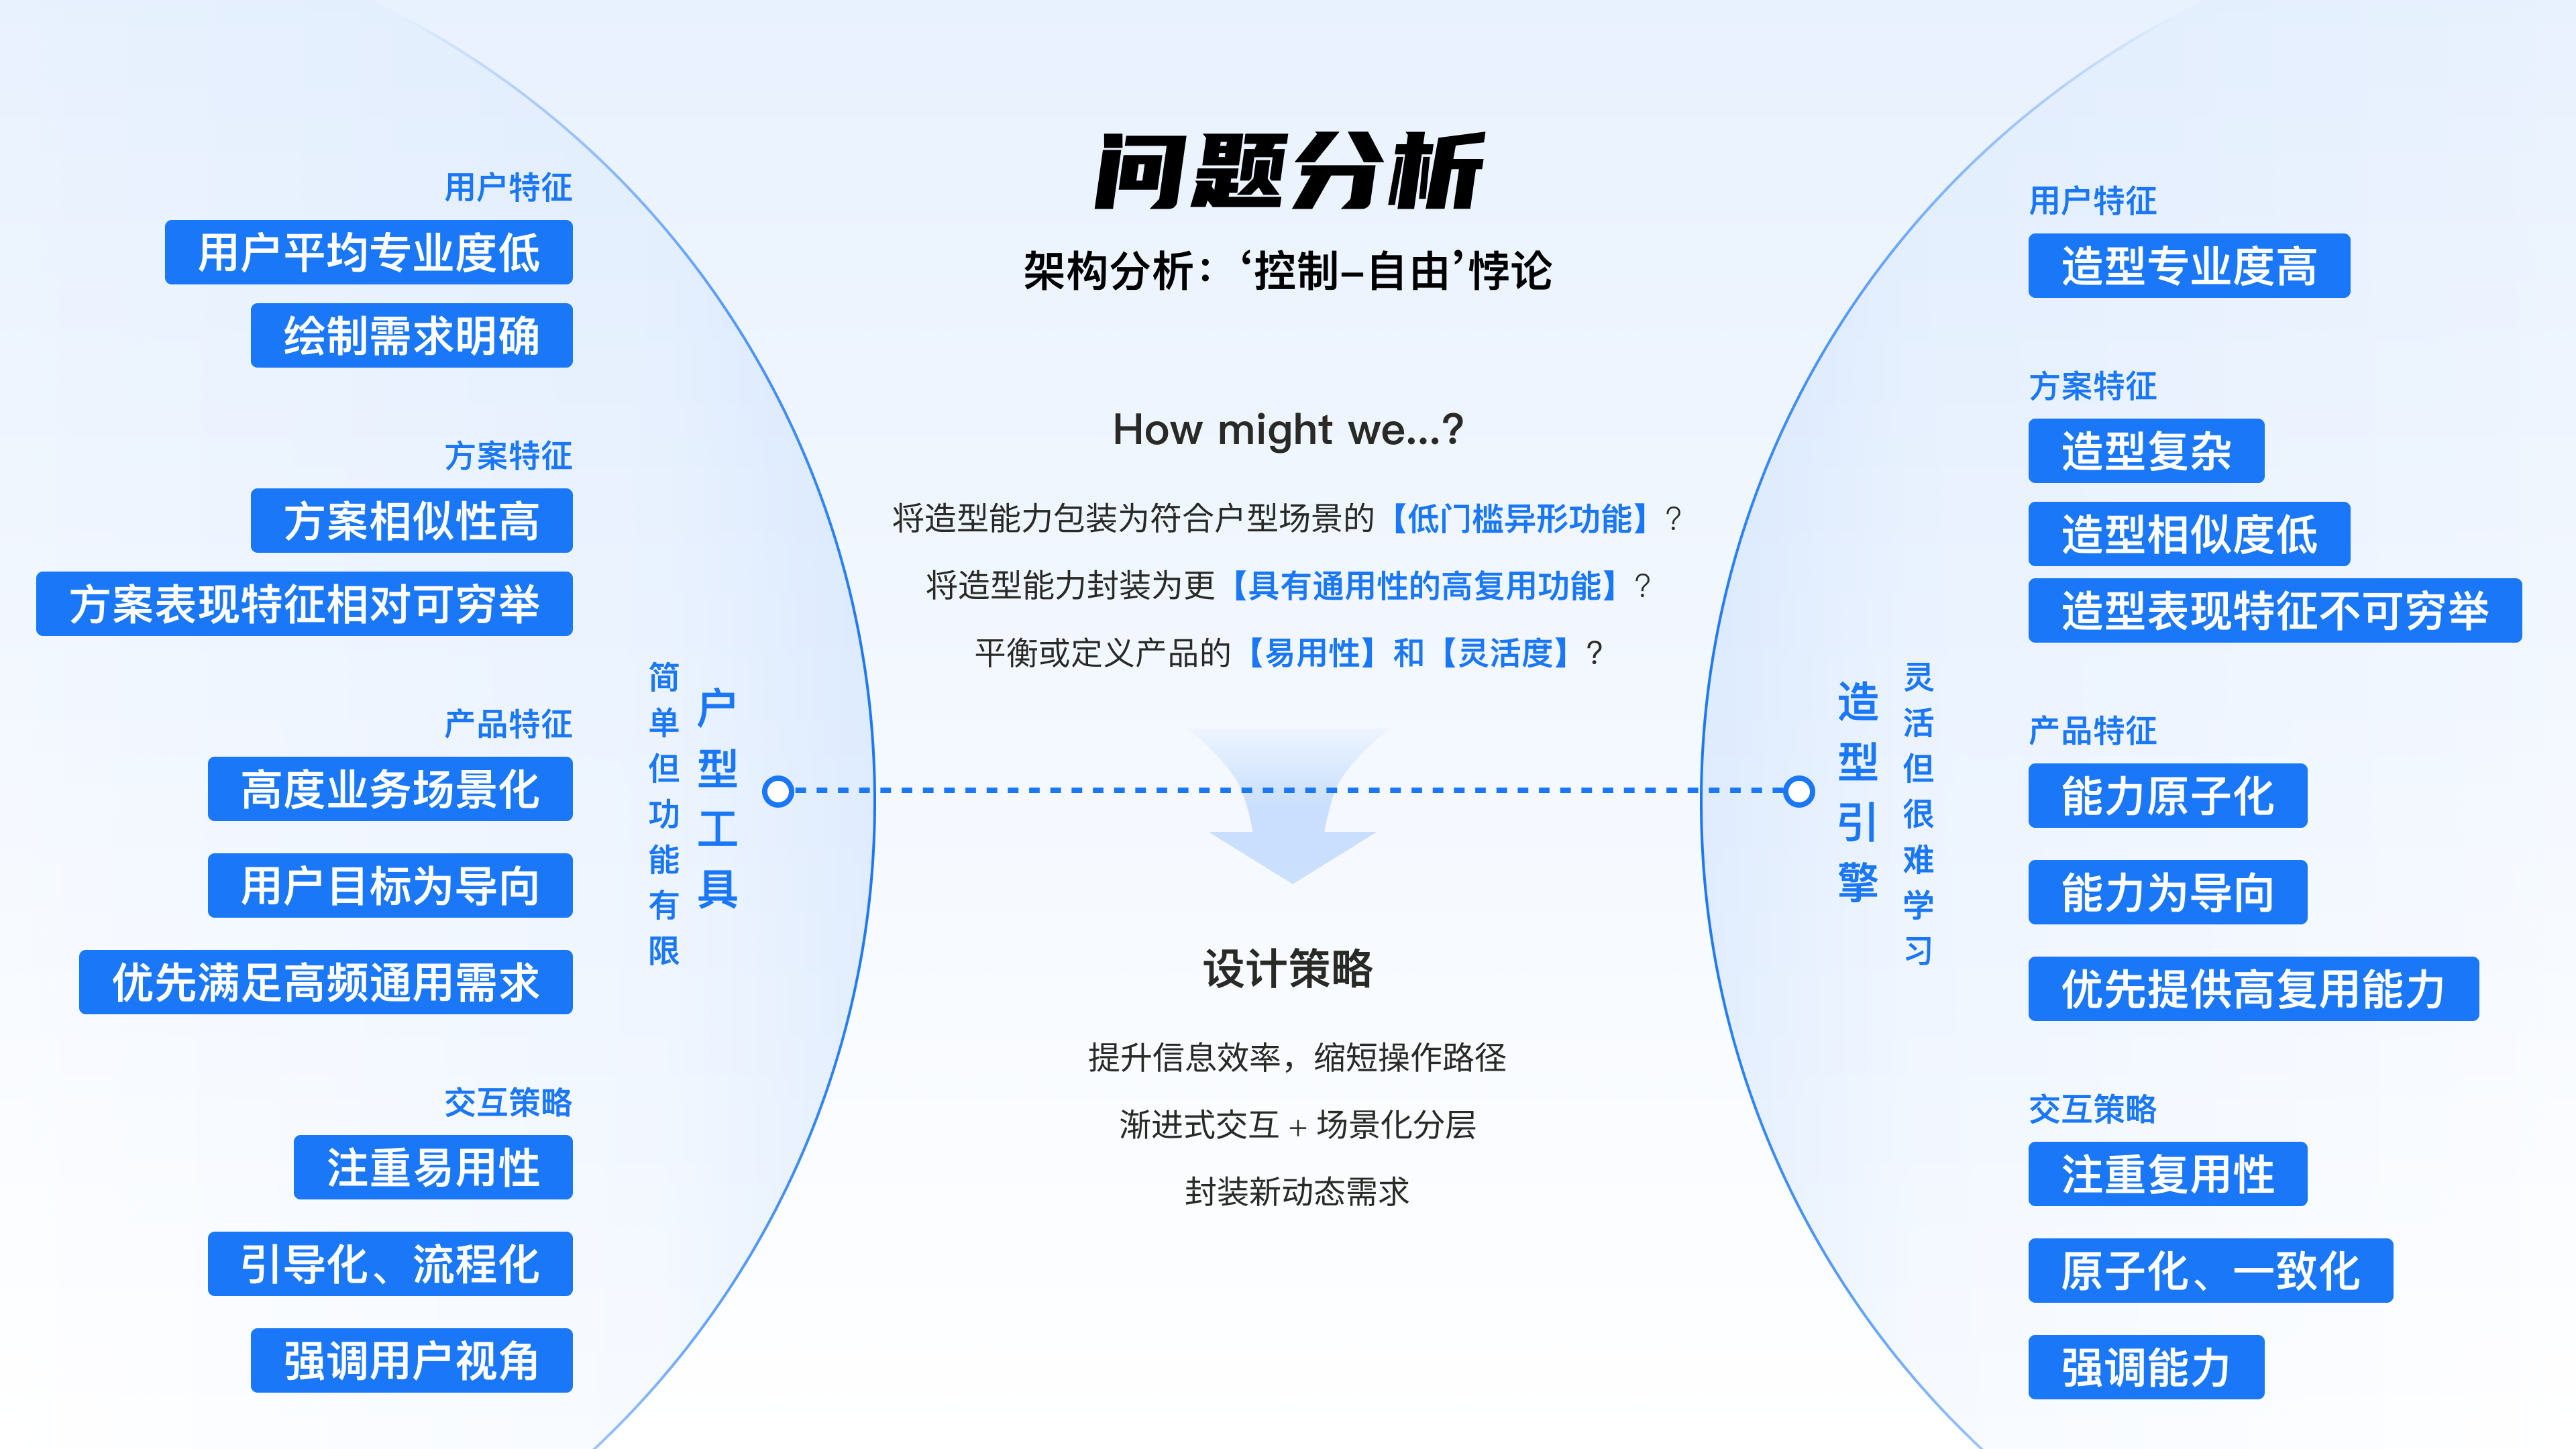 问题分析
架构分析：‘控制–自由’悖论
用户特征
用户平均专业度低
绘制需求明确
方案特征
方案相似性高
方案表现特征相对可穷举
产品特征
高度业务场景化
用户目标为导向
优先满足高频通用需求
交互策略
注重易用性
引导化、流程化
强调用户视角
简单但功能有限
户型工具
How might we...?
将造型能力包装为符合户型场景的【低门槛异形功能】？
将造型能力封装为更【具有通用性的高复用功能】？
平衡或定义产品的【易用性】和【灵活度】?
设计策略
提升信息效率，缩短操作路径
渐进式交互 + 场景化分层
封装新动态需求
造型引擎
灵活但很难学习
用户特征
造型专业度高
方案特征
造型复杂
造型相似度低
造型表现特征不可穷举
产品特征
能力原子化
能力为导向
优先提供高复用能力
交互策略
注重复用性
原子化、一致化
强调能力